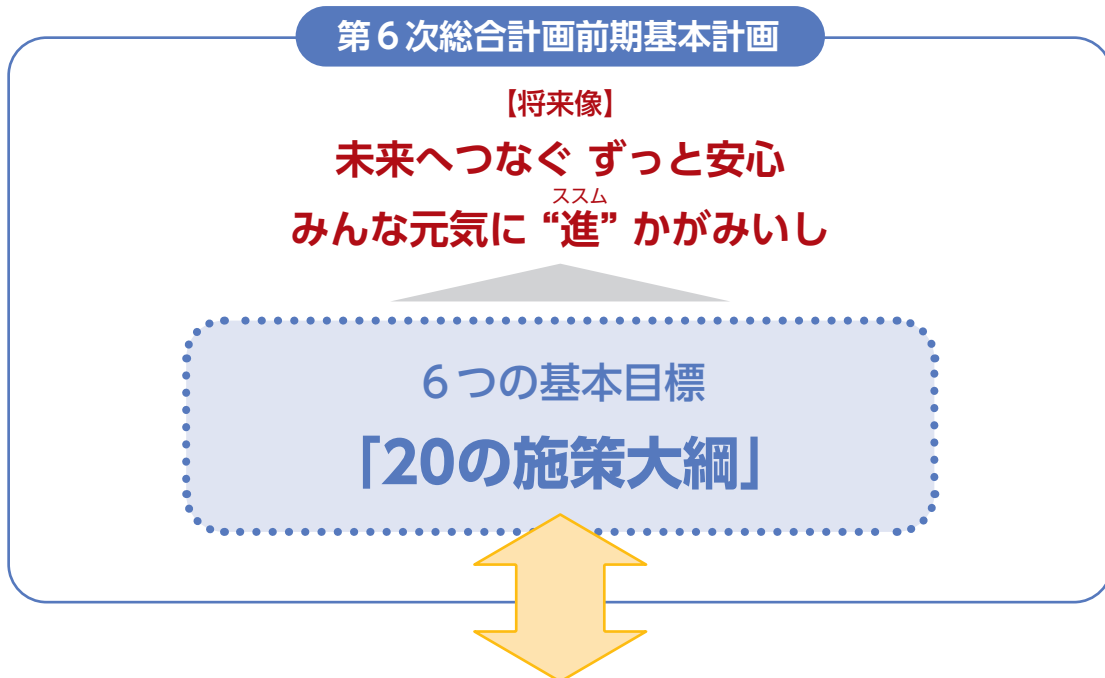 第6次総合計画前期基本計画
【将来像】
未来へつなぐ ずっと安心
ススム
みんな元気に “進” かがみいし
6つの基本目標
「20の施策大綱」